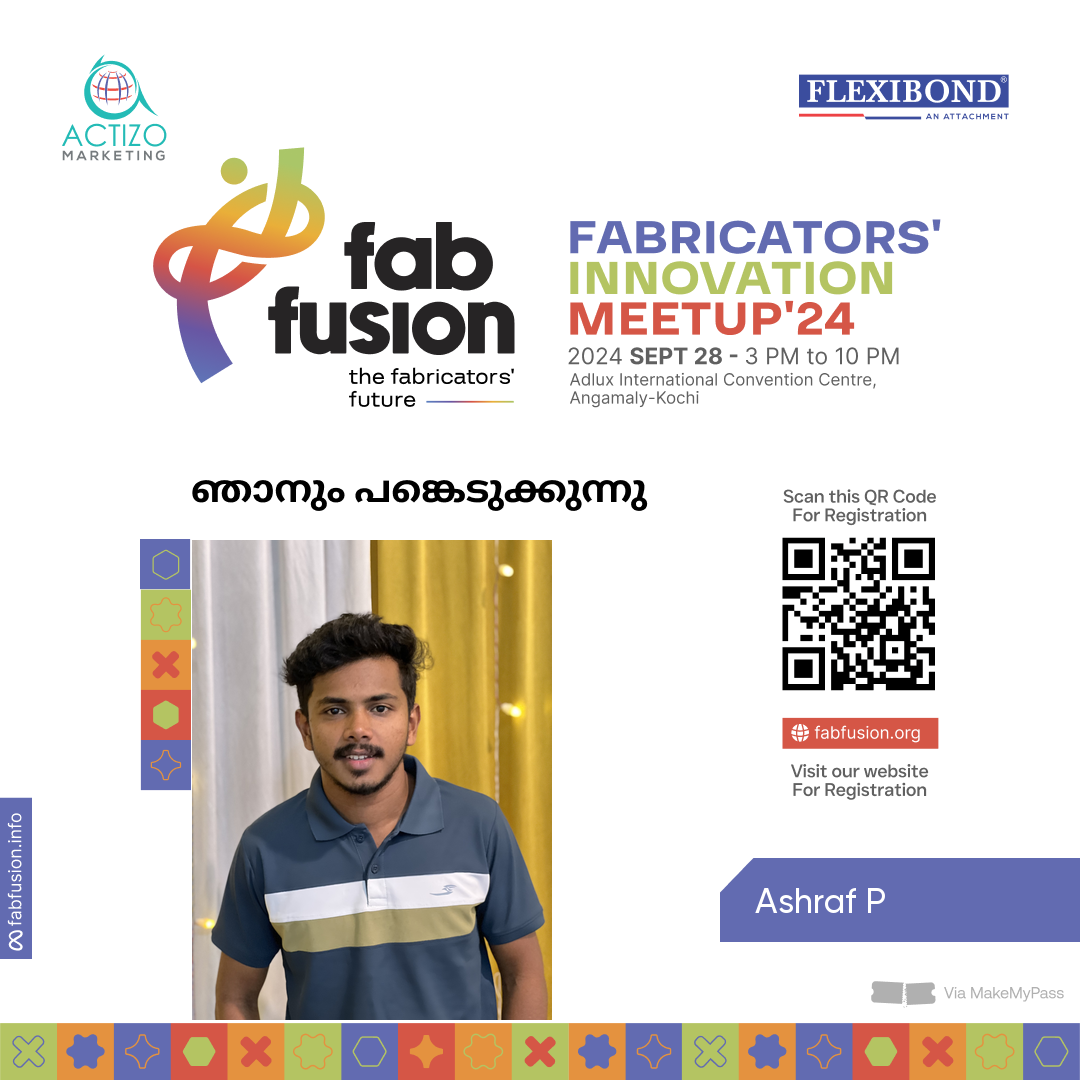 ACTIZO
MARKETING
FLEXIBOND®
AN ATTACHMENT
fab
fusion
the fabricators'
future
FABRICATORS'
INNOVATION
MEETUP'24
2024 SEPT 28 - 3 PM to 10 PM
Adlux International Convention Centre,
Angamaly-Kochi
ഞാനും പങ്കെടുക്കുന്നു
Scan this QR Code
For Registration
fabfusion.org
Visit our website
For Registration
fabfusion.info
Ashraf P
Via MakeMyPass